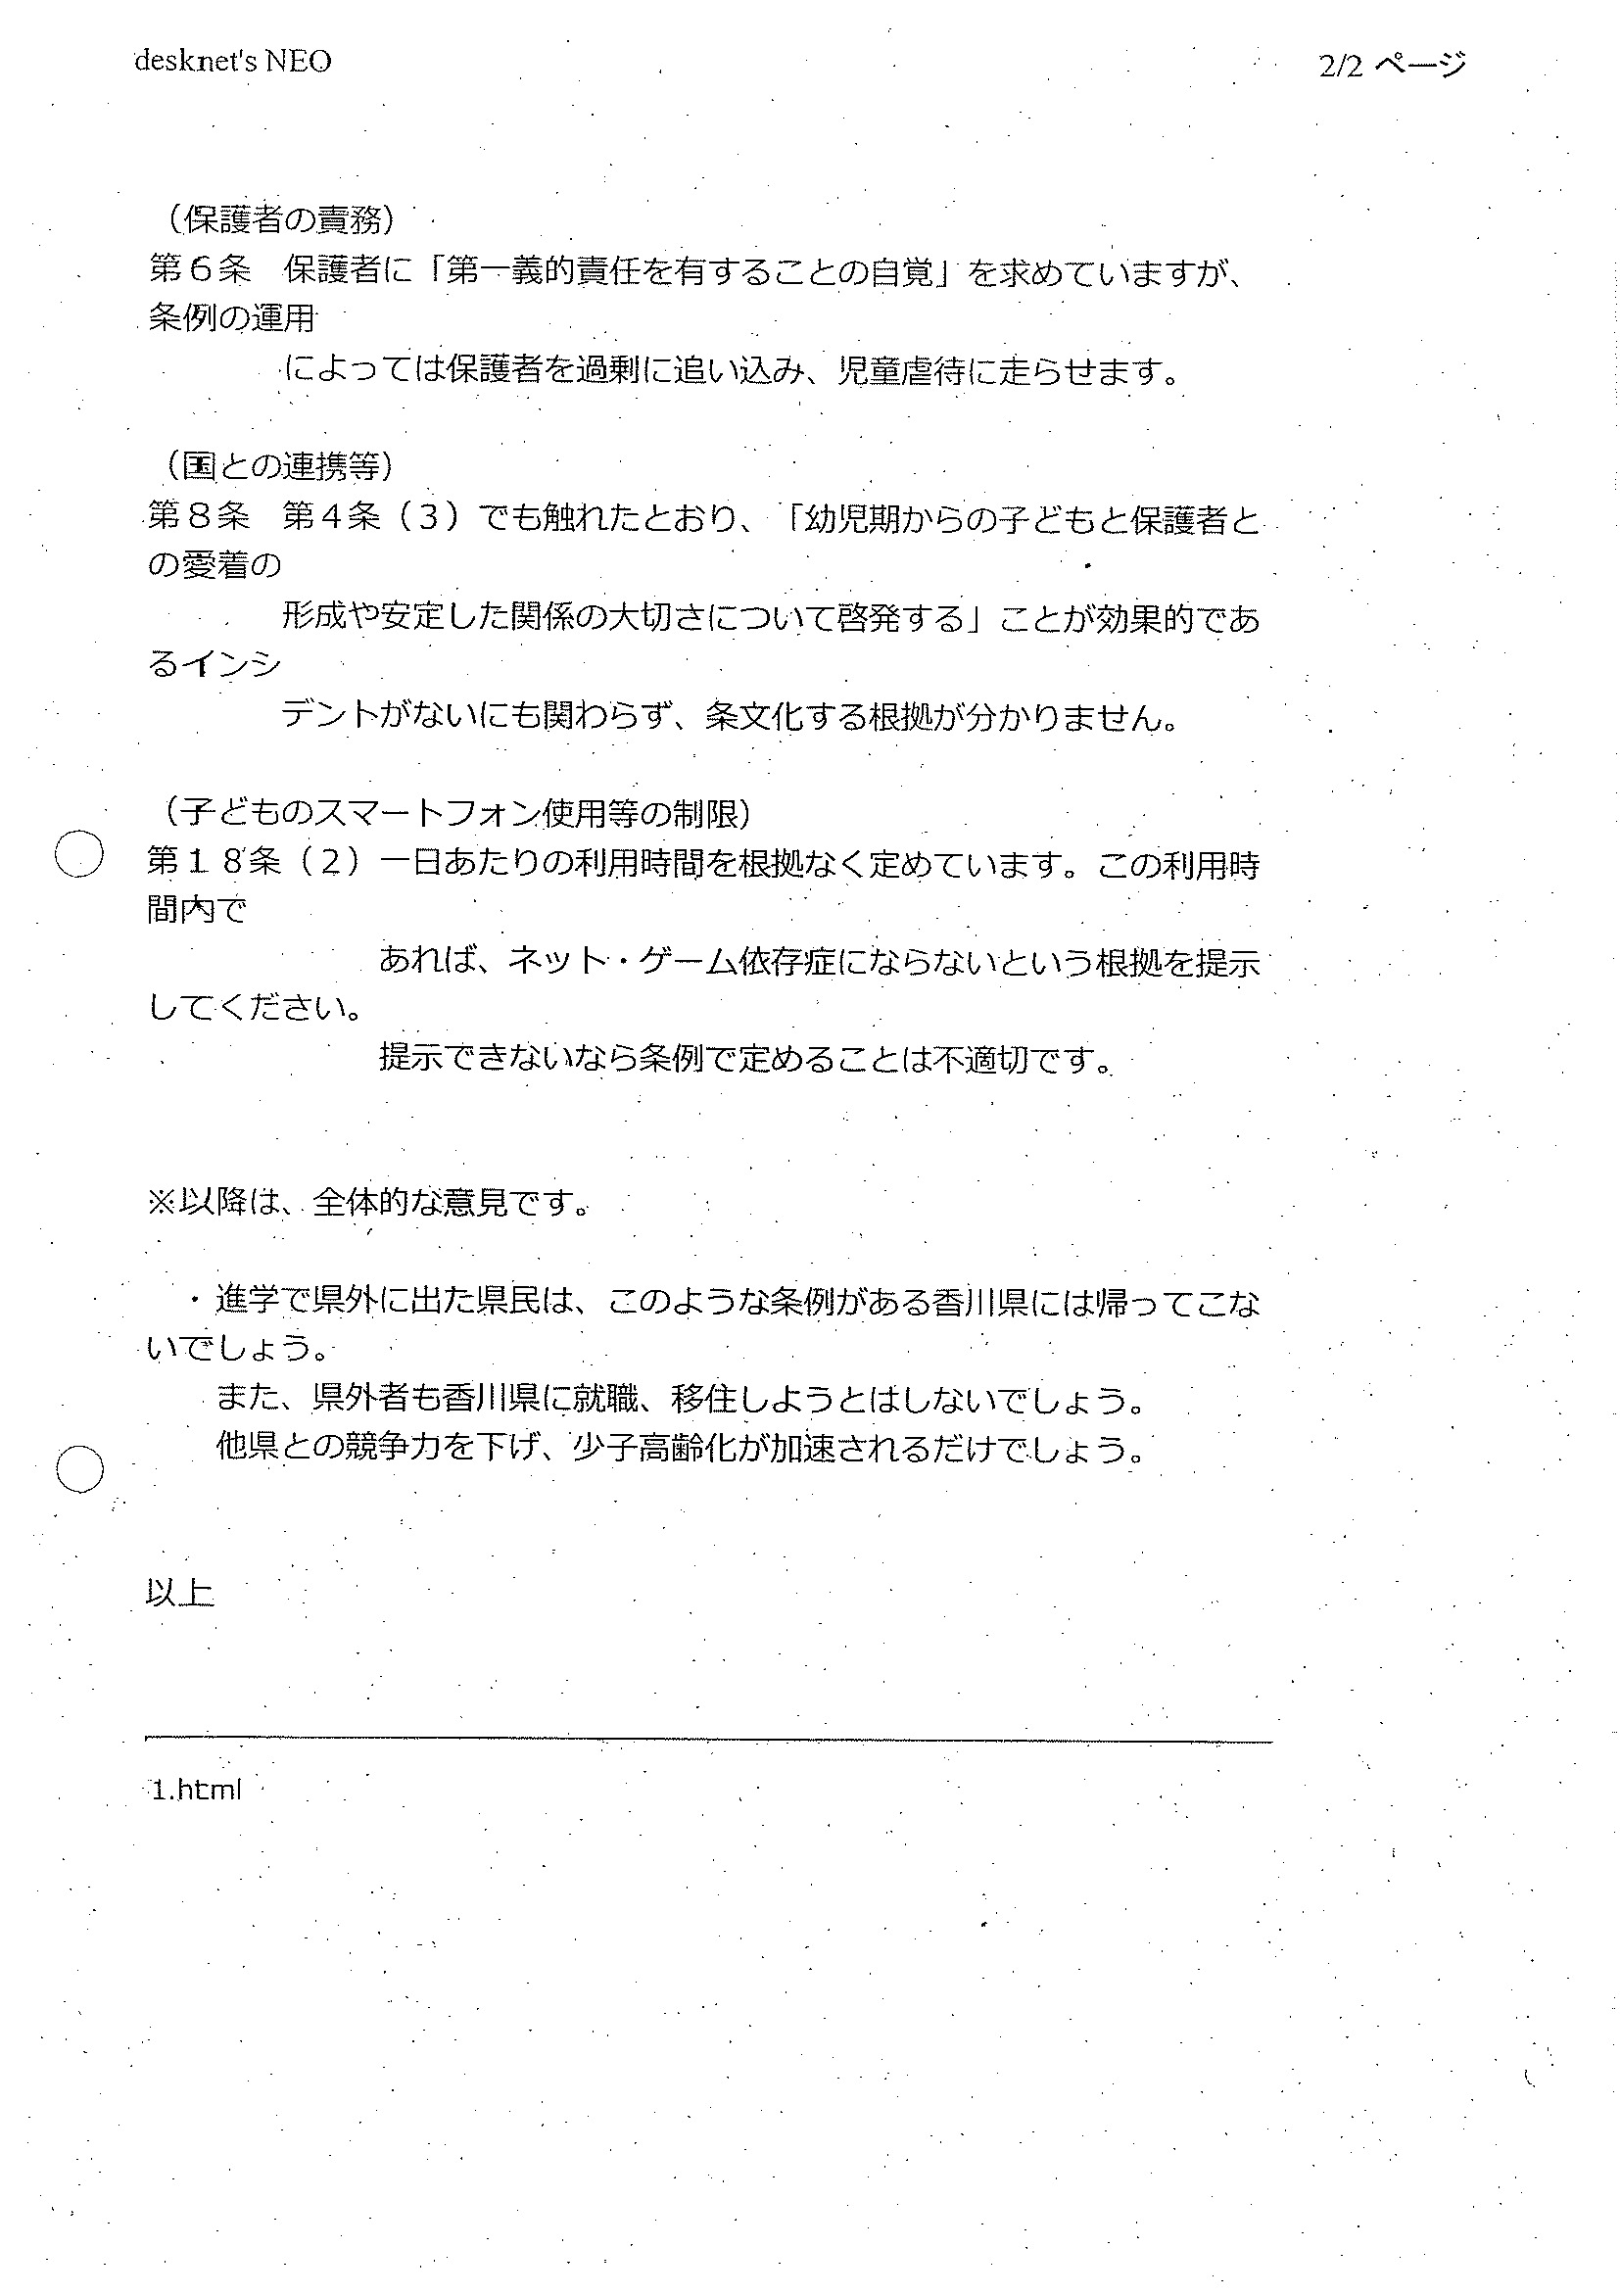 desknet's NEO
2/2 ページ
（保護者の責務）
第６条　保護者に「第一義的責任を有することの自覚」を求めていますが、
条例の運用
によっては保護者を過剰に追い込み、児童虐待に走らせます。
（国との連携等）
第８条　第４条（３）でも触れたとおり、「幼児期からの子どもと保護者と
の愛着の
形成や安定した関係の大切さについて啓発する」ことが効果的であ
るインシ
デントがないにも関わらず、条文化する根拠が分かりません。
（子どものスマートフォン使用等の制限）
第１８条（２）一日あたりの利用時間を根拠なく定めています。この利用時
間内で
あれば、ネット・ゲーム依存症にならないという根拠を提示
してください。
提示できないなら条例で定めることは不適切です。
※以降は、全体的な意見です。
・進学で県外に出た県民は、このような条例がある香川県には帰ってこな
いでしょう。
また、県外者も香川県に就職、移住しようとはしないでしょう。
他県との競争力を下げ、少子高齢化が加速されるだけでしょう。
以上
1.html